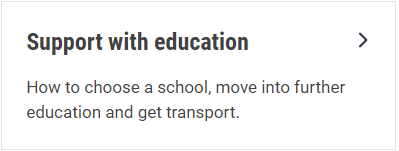 Support with education
How to choose a school, move into further
education and get transport.